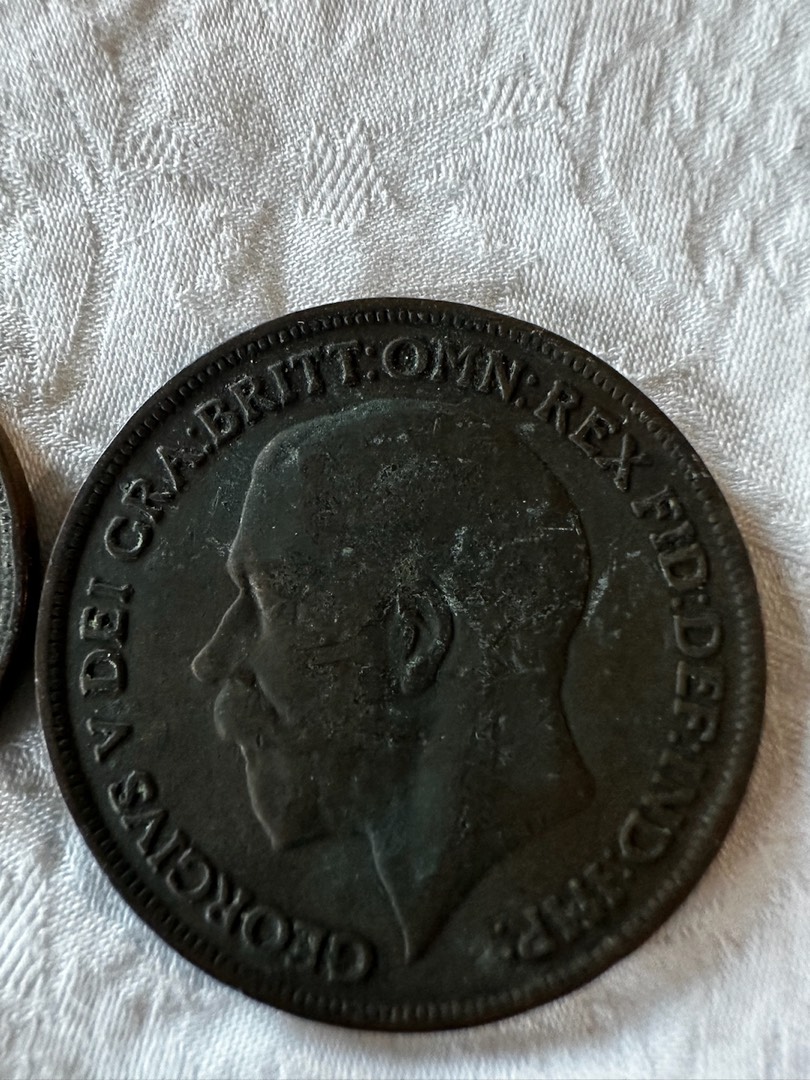 GEORGIVS V DEI GRA:BRITT:OMN:REX FID:DEF:IND:IMP: